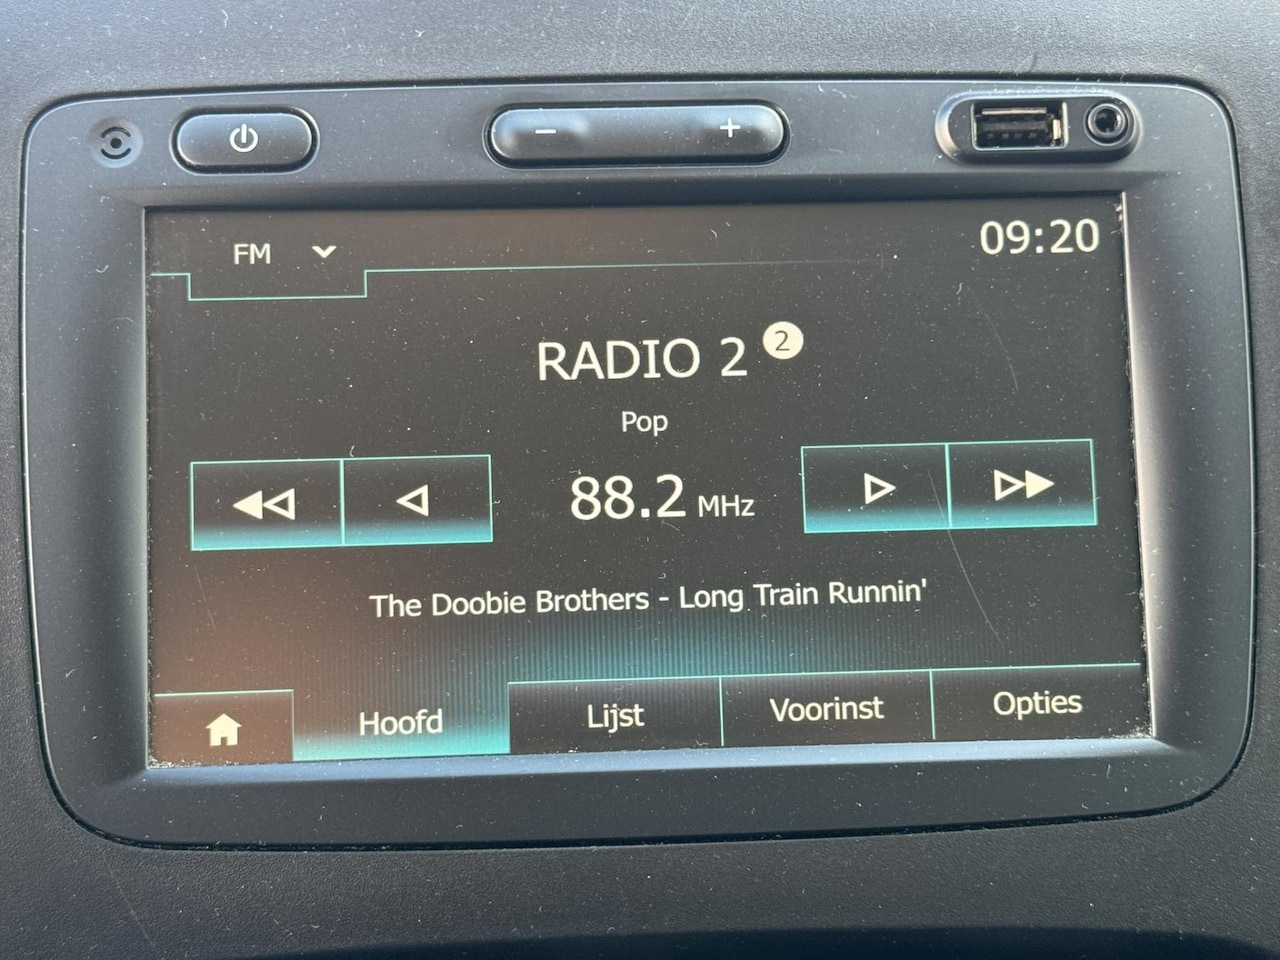 − +
FM 09:20
RADIO 2 2
Pop
88.2 MHz
The Doobie Brothers - Long Train Runnin'
Hoofd Lijst Voorinst Opties